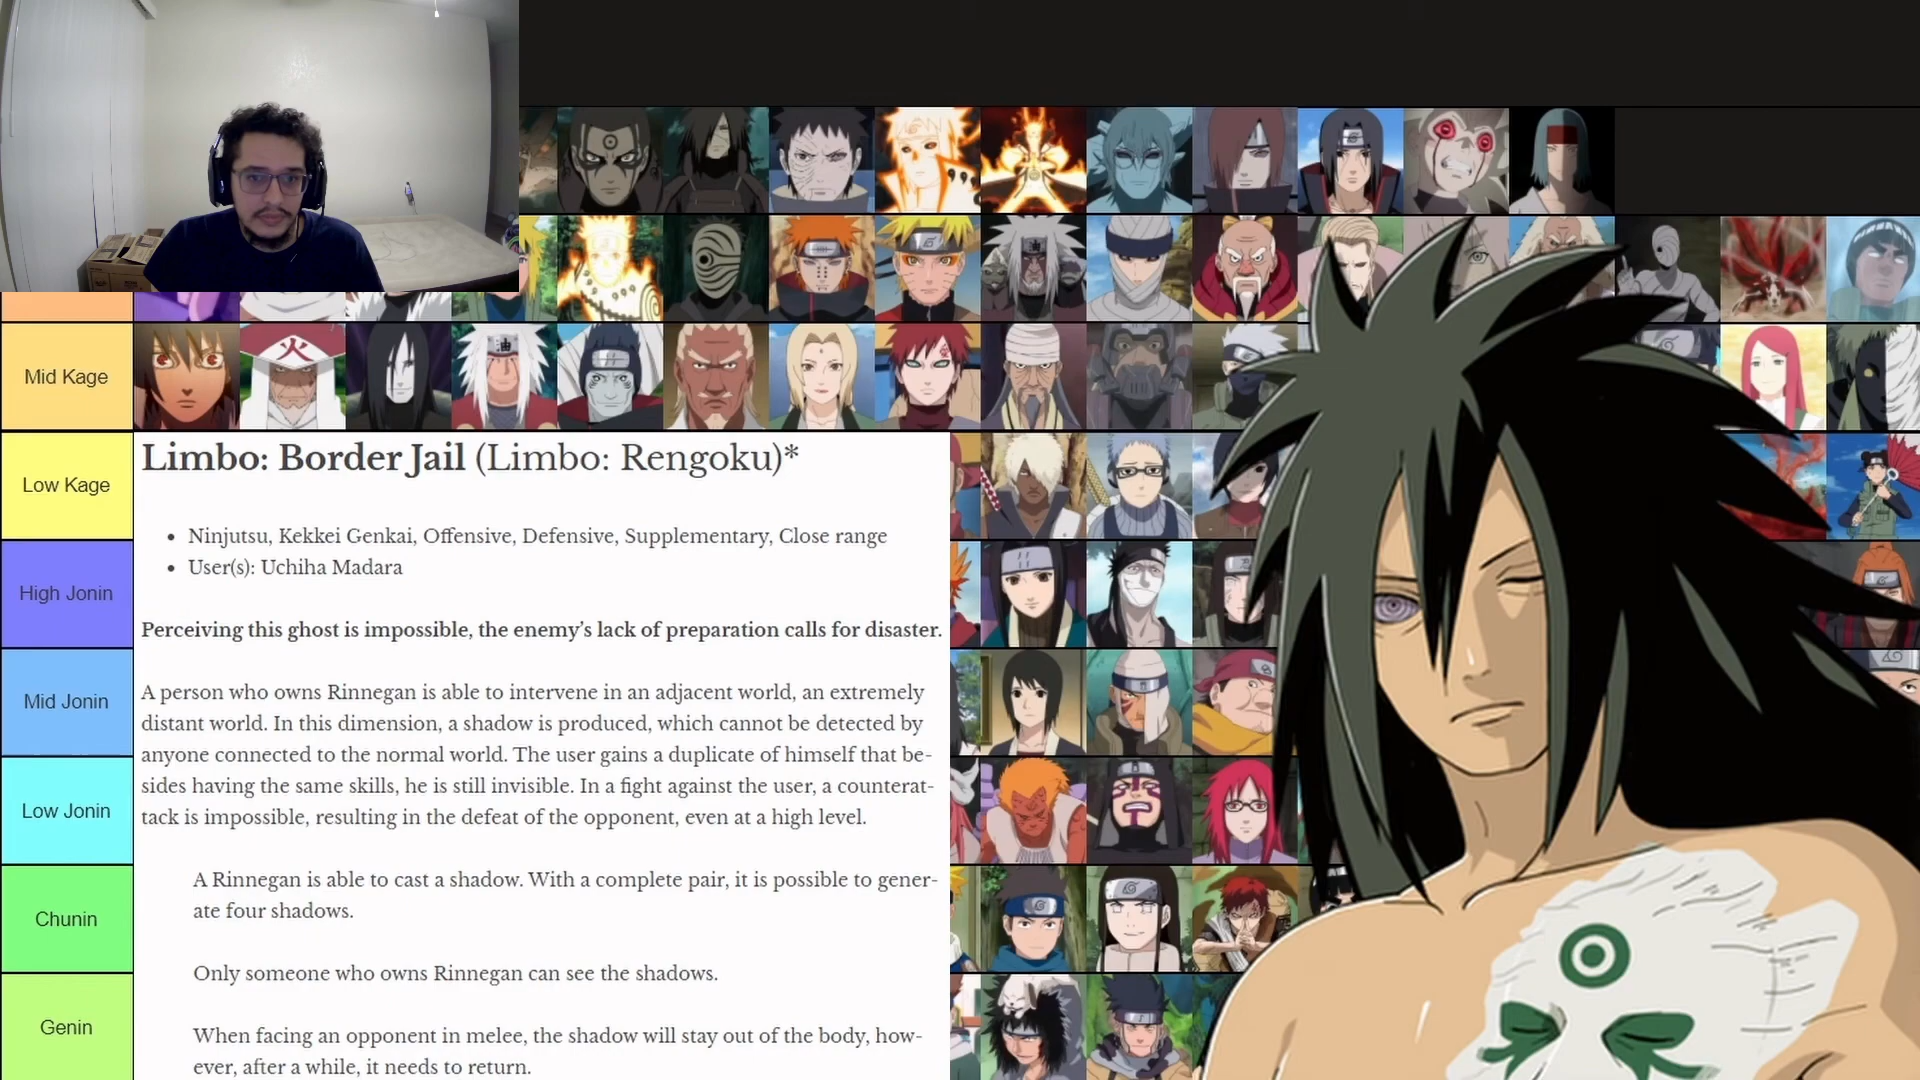 Mid Kage
Low Kage
High Jonin
Mid Jonin
Low Jonin
Chunin
Genin
Limbo: Border Jail (Limbo: Rengoku)*
• Ninjutsu, Kekkei Genkai, Offensive, Defensive, Supplementary, Close range
• User(s): Uchiha Madara
Perceiving this ghost is impossible, the enemy's lack of preparation calls for disaster.
A person who owns Rinnegan is able to intervene in an adjacent world, an extremely
distant world. In this dimension, a shadow is produced, which cannot be detected by
anyone connected to the normal world. The user gains a duplicate of himself that be-
sides having the same skills, he is still invisible. In a fight against the user, a counterat-
tack is impossible, resulting in the defeat of the opponent, even at a high level.
A Rinnegan is able to cast a shadow. With a complete pair, it is possible to gener-
ate four shadows.
Only someone who owns Rinnegan can see the shadows.
When facing an opponent in melee, the shadow will stay out of the body, how-
ever, after a while, it needs to return.
火
油
油